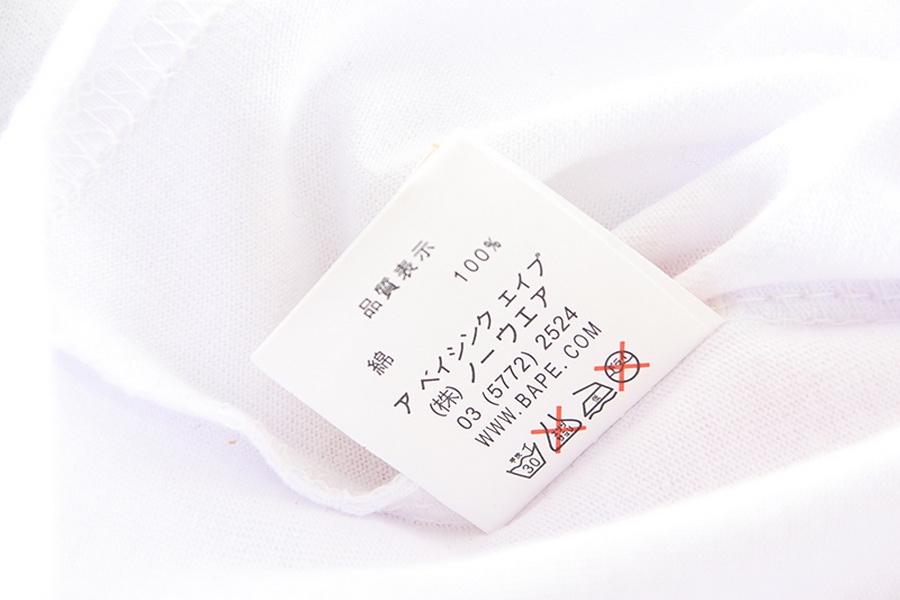 品質表示
綿 100%
ア ベイシング エイプ
(株) ノーウエア
03 (5772) 2524
WWW.BAPE.COM
30